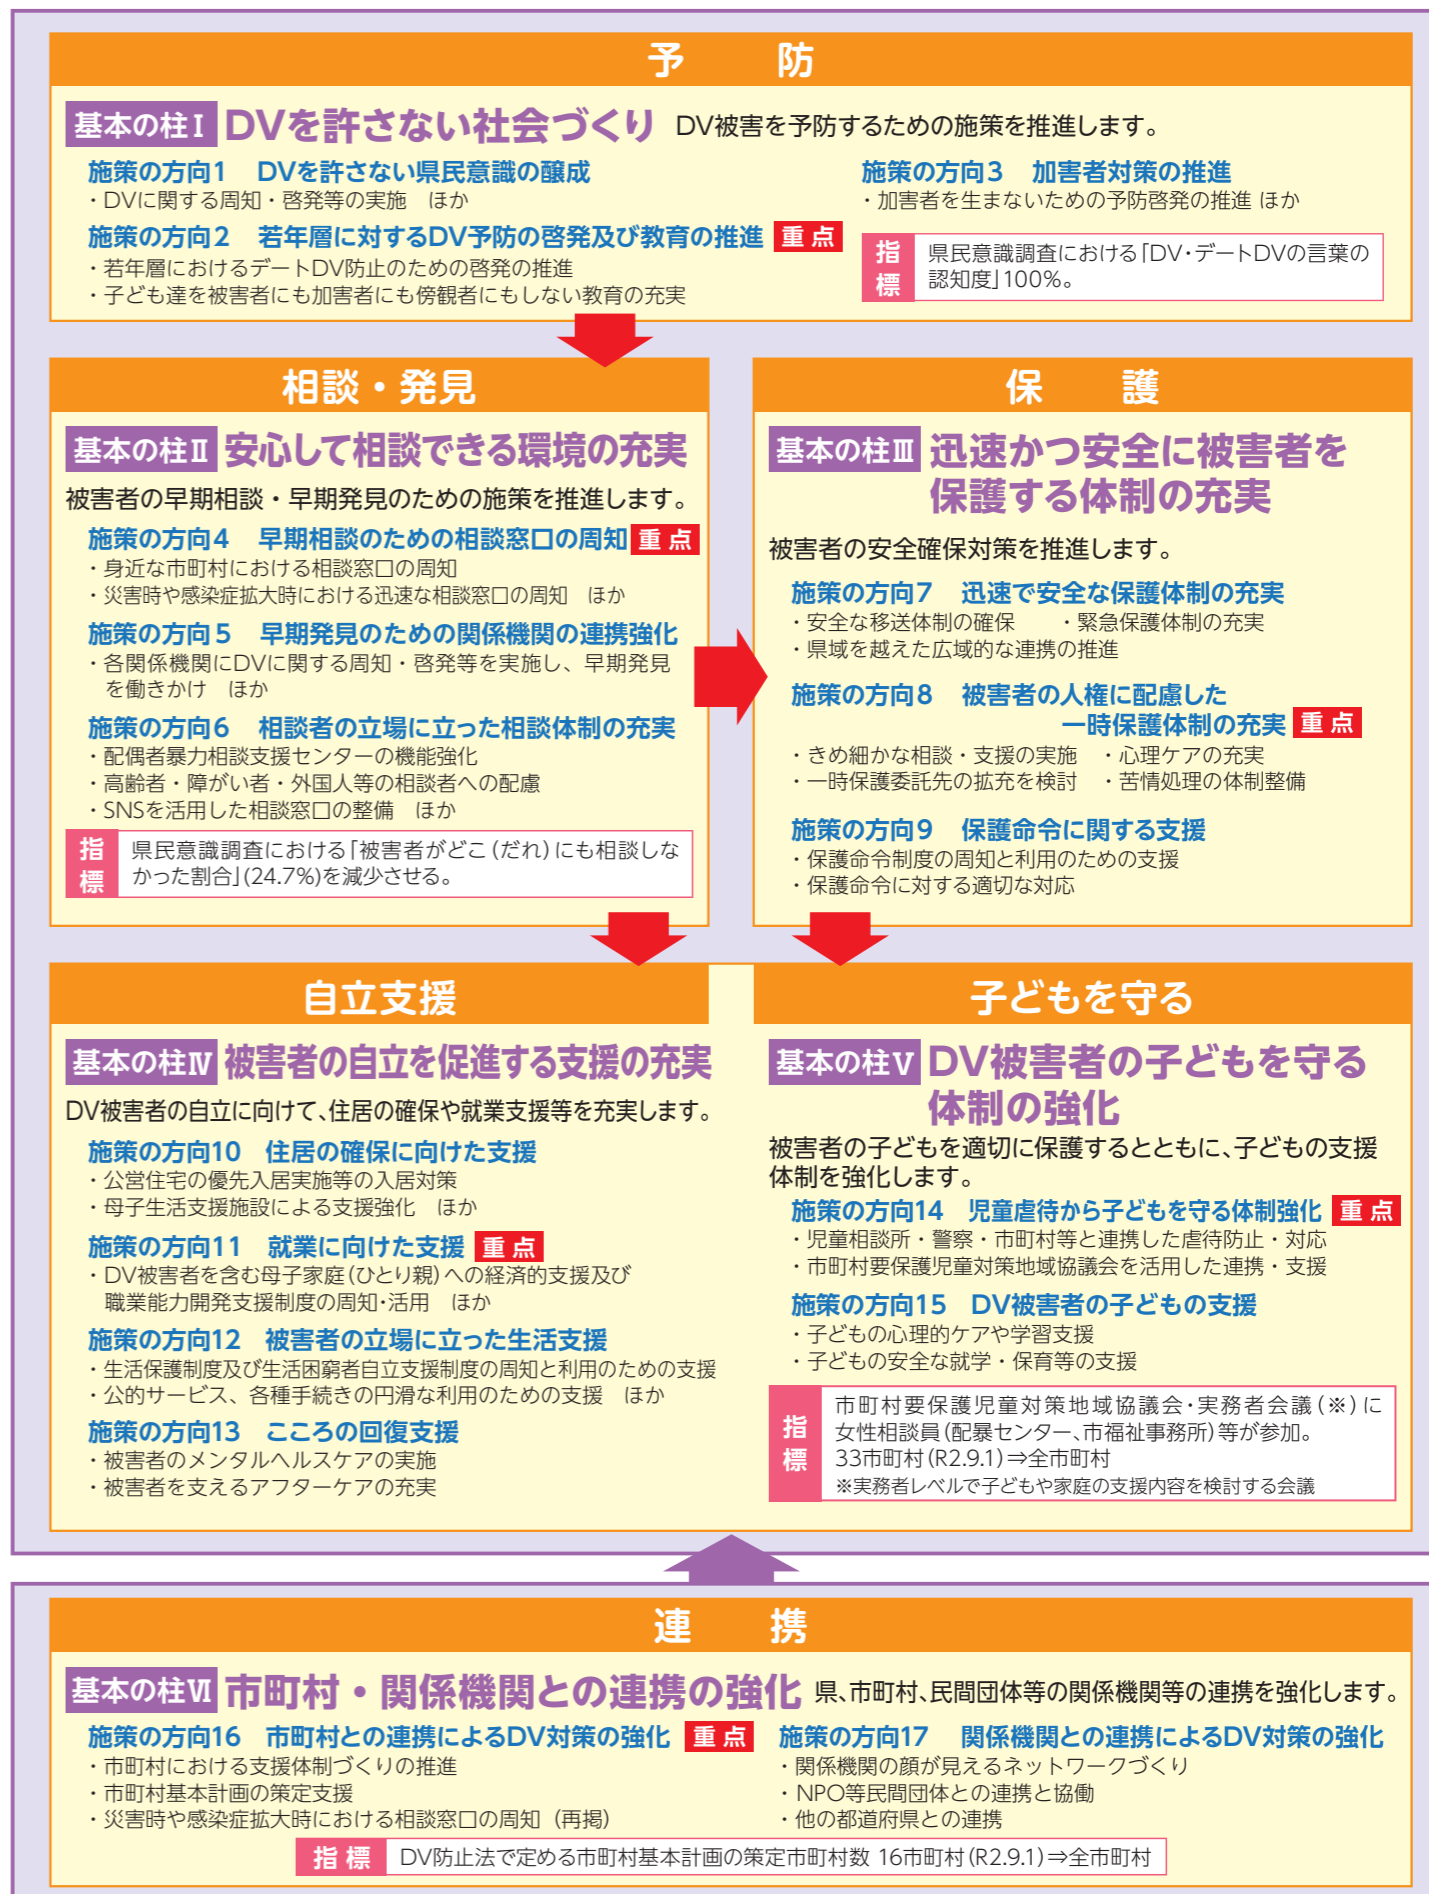 予　防
基本の柱Ⅰ DVを許さない社会づくり DV被害を予防するための施策を推進します。
施策の方向1　DVを許さない県民意識の醸成
・DVに関する周知・啓発等の実施　ほか
施策の方向2　若年層に対するDV予防の啓発及び教育の推進 重点
・若年層におけるデートDV防止のための啓発の推進
・子ども達を被害者にも加害者にも傍観者にもしない教育の充実
施策の方向3　加害者対策の推進
・加害者を生まないための予防啓発の推進 ほか
指標
県民意識調査における「DV・デートDVの言葉の
認知度」100%。
相談・発見
基本の柱Ⅱ 安心して相談できる環境の充実
被害者の早期相談・早期発見のための施策を推進します。
施策の方向4　早期相談のための相談窓口の周知 重点
・身近な市町村における相談窓口の周知
・災害時や感染症拡大時における迅速な相談窓口の周知　ほか
施策の方向5　早期発見のための関係機関の連携強化
・各関係機関にDVに関する周知・啓発等を実施し、早期発見
を働きかけ　ほか
施策の方向6　相談者の立場に立った相談体制の充実
・配偶者暴力相談支援センターの機能強化
・高齢者・障がい者・外国人等の相談者への配慮
・SNSを活用した相談窓口の整備　ほか
指標
県民意識調査における「被害者がどこ(だれ)にも相談しな
かった割合」(24.7%)を減少させる。
保　護
基本の柱Ⅲ 迅速かつ安全に被害者を
保護する体制の充実
被害者の安全確保対策を推進します。
施策の方向7　迅速で安全な保護体制の充実
・安全な移送体制の確保　・緊急保護体制の充実
・県域を越えた広域的な連携の推進
施策の方向8　被害者の人権に配慮した
一時保護体制の充実 重点
・きめ細かな相談・支援の実施　・心理ケアの充実
・一時保護委託先の拡充を検討　・苦情処理の体制整備
施策の方向9　保護命令に関する支援
・保護命令制度の周知と利用のための支援
・保護命令に対する適切な対応
自立支援
基本の柱Ⅳ 被害者の自立を促進する支援の充実
DV被害者の自立に向けて、住居の確保や就業支援等を充実します。
施策の方向10　住居の確保に向けた支援
・公営住宅の優先入居実施等の入居対策
・母子生活支援施設による支援強化　ほか
施策の方向11　就業に向けた支援 重点
・DV被害者を含む母子家庭(ひとり親)への経済的支援及び
職業能力開発支援制度の周知・活用　ほか
施策の方向12　被害者の立場に立った生活支援
・生活保護制度及び生活困窮者自立支援制度の周知と利用のための支援
・公的サービス、各種手続きの円滑な利用のための支援　ほか
施策の方向13　こころの回復支援
・被害者のメンタルヘルスケアの実施
・被害者を支えるアフターケアの充実
子どもを守る
基本の柱Ⅴ DV被害者の子どもを守る
体制の強化
被害者の子どもを適切に保護するとともに、子どもの支援
体制を強化します。
施策の方向14　児童虐待から子どもを守る体制強化 重点
・児童相談所・警察・市町村等と連携した虐待防止・対応
・市町村要保護児童対策地域協議会を活用した連携・支援
施策の方向15　DV被害者の子どもの支援
・子どもの心理的ケアや学習支援
・子どもの安全な就学・保育等の支援
指標
市町村要保護児童対策地域協議会・実務者会議(※)に
女性相談員(配暴センター、市福祉事務所)等が参加。
33市町村(R2.9.1)⇒全市町村
※実務者レベルで子どもや家庭の支援内容を検討する会議
連　携
基本の柱Ⅵ 市町村・関係機関との連携の強化 県、市町村、民間団体等の関係機関等の連携を強化します。
施策の方向16　市町村との連携によるDV対策の強化 重点
・市町村における支援体制づくりの推進
・市町村基本計画の策定支援
・災害時や感染症拡大時における相談窓口の周知(再掲)
施策の方向17　関係機関との連携によるDV対策の強化
・関係機関の顔が見えるネットワークづくり
・NPO等民間団体との連携と協働
・他の都道府県との連携
指標 DV防止法で定める市町村基本計画の策定市町村数 16市町村(R2.9.1)⇒全市町村